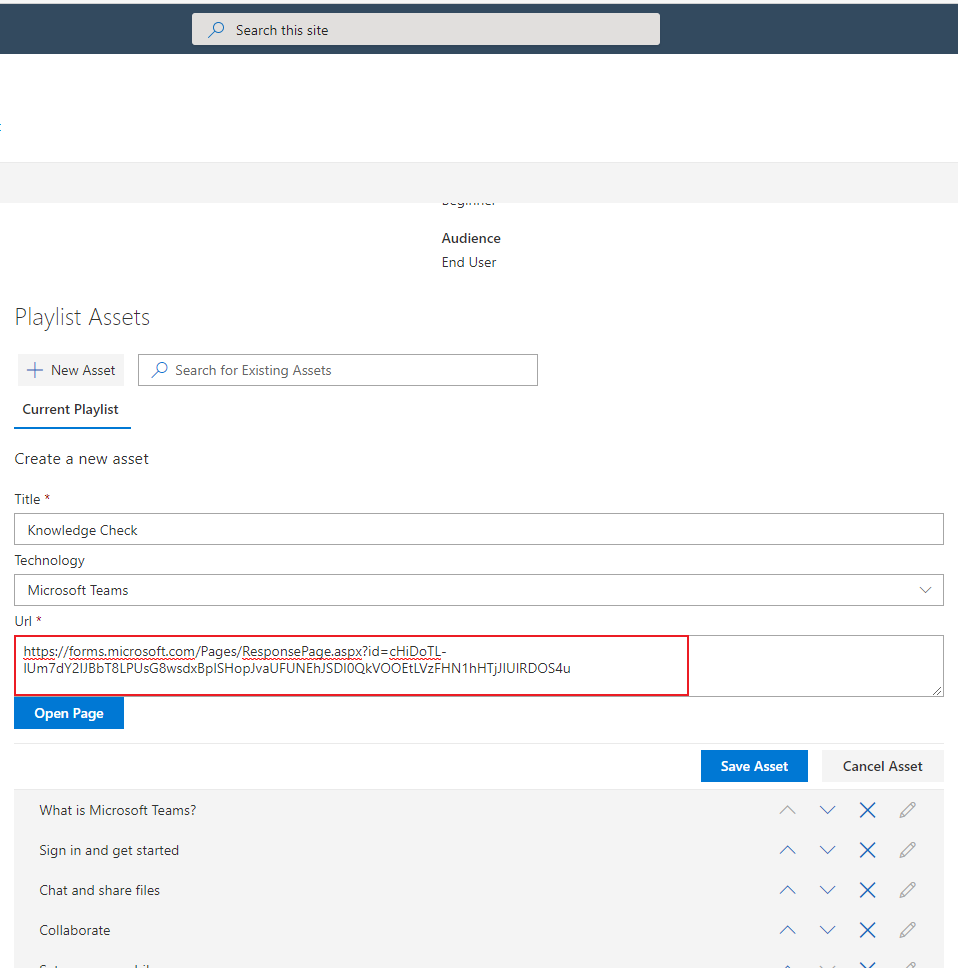 Search this site
Beginner
Audience
End User
Playlist Assets
New Asset
Search for Existing Assets
Current Playlist
Create a new asset
Title *
Knowledge Check
Technology
Microsoft Teams
Url *
https://forms.microsoft.com/Pages/ResponsePage.aspx?id=cHiDoTL-
IUm7dY2IJBbT8LPUsG8wsdxBpISHopJvaUFUNEhJSDI0QkVOOEtLVzFHN1hHTjJIUlRDOS4u
Open Page
Save Asset
Cancel Asset
What is Microsoft Teams?
Sign in and get started
Chat and share files
Collaborate